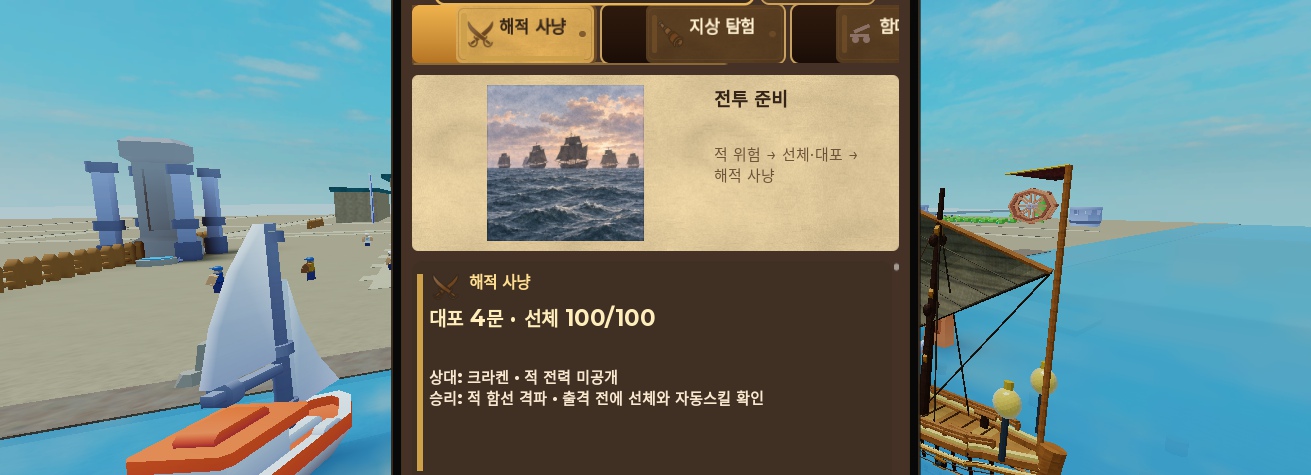 해적 사냥
지상 탐험
전투 준비
적 위험 → 선체·대포 →
해적 사냥
해적 사냥
대포 4문 • 선체 100/100
상대: 크라켄 • 적 전력 미공개
승리: 적 함선 격파 • 출격 전에 선체와 자동스킬 확인